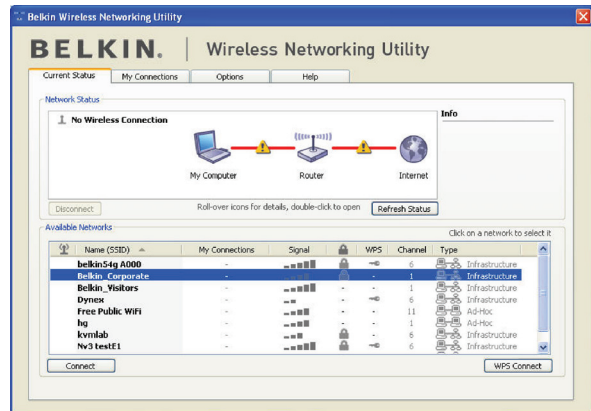 Belkin Wireless Networking Utility
BELKIN. | Wireless Networking Utility
Current Status My Connections Options Help
Network Status
No Wireless Connection
Info
My Computer Router Internet
Disconnect Roll-over icons for details, double-click to open Refresh Status
Available Networks
Click on a network to select it
Name (SSID) My Connections Signal WPS Channel Type
belkin54g A000 - 6 Infrastructure
Belkin_Corporate - - 1 Infrastructure
Belkin_Visitors - - - 1 Infrastructure
Dynex - - 6 Infrastructure
Free Public WiFi - - - 11 Ad-Hoc
hg - - - 1 Ad-Hoc
kvmlab - - 6 Infrastructure
Nv3 testE1 - 6 Infrastructure
Connect WPS Connect